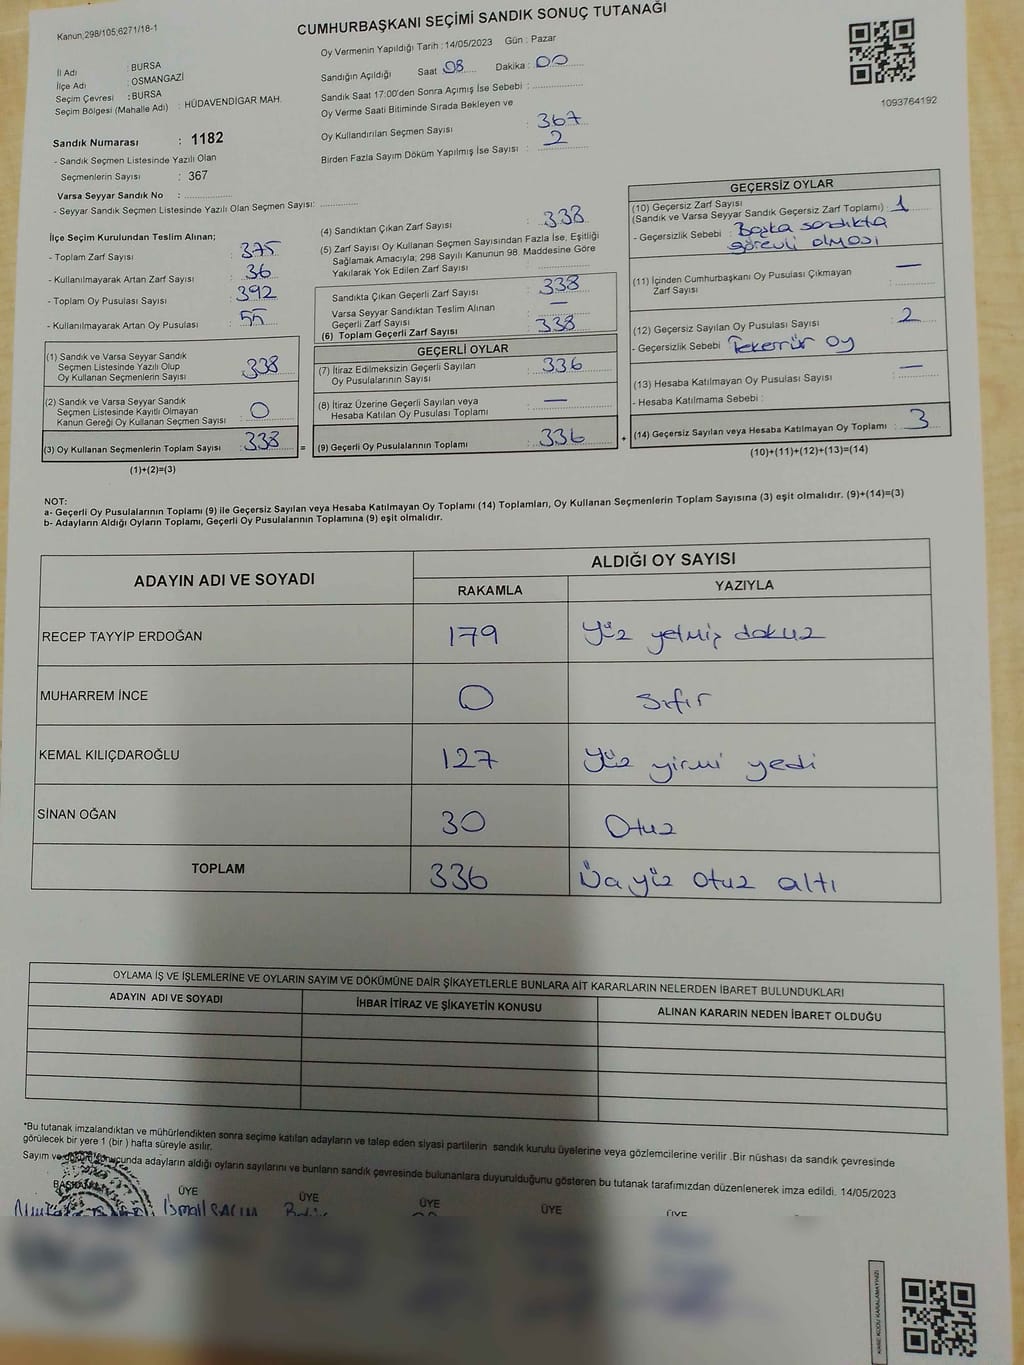 Kanun,298/105,6271/18-1
CUMHURBAŞKANI SEÇİMİ SANDIK SONUÇ TUTANAĞI
Oy Vermenin Yapıldığı Tarih : 14/05/2023 Gün : Pazar
İl Adı : BURSA
İlçe Adı : OSMANGAZİ
Seçim Çevresi : BURSA
Seçim Bölgesi (Mahalle Adı) : HÜDAVENDİGAR MAH.
Sandık Numarası : 1182
- Sandık Seçmen Listesinde Yazılı Olan
Seçmenlerin Sayısı : 367
Varsa Seyyar Sandık No :
- Seyyar Sandık Seçmen Listesinde Yazılı Olan Seçmen Sayısı:
Sandığın Açıldığı Saat 08 Dakika : 00
Sandık Saat 17:00'den Sonra Açımış İse Sebebi :
Oy Verme Saati Bitiminde Sırada Bekleyen ve
Oy Kullandırılan Seçmen Sayısı : 367
Birden Fazla Sayım Döküm Yapılmış İse Sayısı : 2
1093764192
İlçe Seçim Kurulundan Teslim Alınan;
- Toplam Zarf Sayısı : 375
- Kullanılmayarak Artan Zarf Sayısı : 36
- Toplam Oy Pusulası Sayısı : 392
- Kullanılmayarak Artan Oy Pusulası : 55
(1) Sandık ve Varsa Seyyar Sandık
Seçmen Listesinde Yazılı Olup
Oy Kullanan Seçmenlerin Sayısı : 338
(2) Sandık ve Varsa Seyyar Sandık
Seçmen Listesinde Kayıtlı Olmayan
Kanun Gereği Oy Kullanan Seçmen Sayısı : 0
(3) Oy Kullanan Seçmenlerin Toplam Sayısı : 338
(1)+(2)=(3)
=
(4) Sandıktan Çıkan Zarf Sayısı : 338
(5) Zarf Sayısı Oy Kullanan Seçmen Sayısından Fazla İse, Eşitliği
Sağlamak Amacıyla; 298 Sayılı Kanunun 98. Maddesine Göre
Yakılarak Yok Edilen Zarf Sayısı :
Sandıkta Çıkan Geçerli Zarf Sayısı : 338
Varsa Seyyar Sandıktan Teslim Alınan
Geçerli Zarf Sayısı : —
(6) Toplam Geçerli Zarf Sayısı : 338
GEÇERLİ OYLAR
(7) İtiraz Edilmeksizin Geçerli Sayılan
Oy Pusulalarının Sayısı : 336
(8) İtiraz Üzerine Geçerli Sayılan veya
Hesaba Katılan Oy Pusulası Toplamı : —
(9) Geçerli Oy Pusulalarının Toplamı : 336
+
GEÇERSİZ OYLAR
(10) Geçersiz Zarf Sayısı
(Sandık ve Varsa Seyyar Sandık Geçersiz Zarf Toplamı) : 1
- Geçersizlik Sebebi : Başka sandıkta
görevli olması
(11) İçinden Cumhurbaşkanı Oy Pusulası Çıkmayan
Zarf Sayısı : —
(12) Geçersiz Sayılan Oy Pusulası Sayısı : 2
- Geçersizlik Sebebi : Tekerrür oy
(13) Hesaba Katılmayan Oy Pusulası Sayısı : —
- Hesaba Katılmama Sebebi :
(14) Geçersiz Sayılan veya Hesaba Katılmayan Oy Toplamı : 3
(10)+(11)+(12)+(13)=(14)
NOT:
a- Geçerli Oy Pusulalarının Toplamı (9) ile Geçersiz Sayılan veya Hesaba Katılmayan Oy Toplamı (14) Toplamları, Oy Kullanan Seçmenlerin Toplam Sayısına (3) eşit olmalıdır. (9)+(14)=(3)
b- Adayların Aldığı Oyların Toplamı, Geçerli Oy Pusulalarının Toplamına (9) eşit olmalıdır.
ADAYIN ADI VE SOYADI
ALDIĞI OY SAYISI
RAKAMLA YAZIYLA
RECEP TAYYİP ERDOĞAN 179 Yüz yetmiş dokuz
MUHARREM İNCE 0 Sıfır
KEMAL KILIÇDAROĞLU 127 Yüz yirmi yedi
SİNAN OĞAN 30 Otuz
TOPLAM 336 Üç yüz otuz altı
OYLAMA İŞ VE İŞLEMLERİNE VE OYLARIN SAYIM VE DÖKÜMÜNE DAİR ŞİKAYETLERLE BUNLARA AİT KARARLARIN NELERDEN İBARET BULUNDUKLARI
ADAYIN ADI VE SOYADI İHBAR İTİRAZ VE ŞİKAYETİN KONUSU ALINAN KARARIN NEDEN İBARET OLDUĞU
*Bu tutanak imzalandıktan ve mühürlendikten sonra seçime katılan adayların ve talep eden siyasi partilerin sandık kurulu üyelerine veya gözlemcilerine verilir .Bir nüshası da sandık çevresinde
görülecek bir yere 1 (bir ) hafta süreyle asılır.
Sayım ve döküm sonucunda adayların aldığı oyların sayılarını ve bunların sandık çevresinde bulunanlara duyurulduğunu gösteren bu tutanak tarafımızdan düzenlenerek imza edildi. 14/05/2023
BAŞKAN ÜYE ÜYE ÜYE ÜYE ÜYE
İsmail
KARE KODU KARALAMAYINIZ!